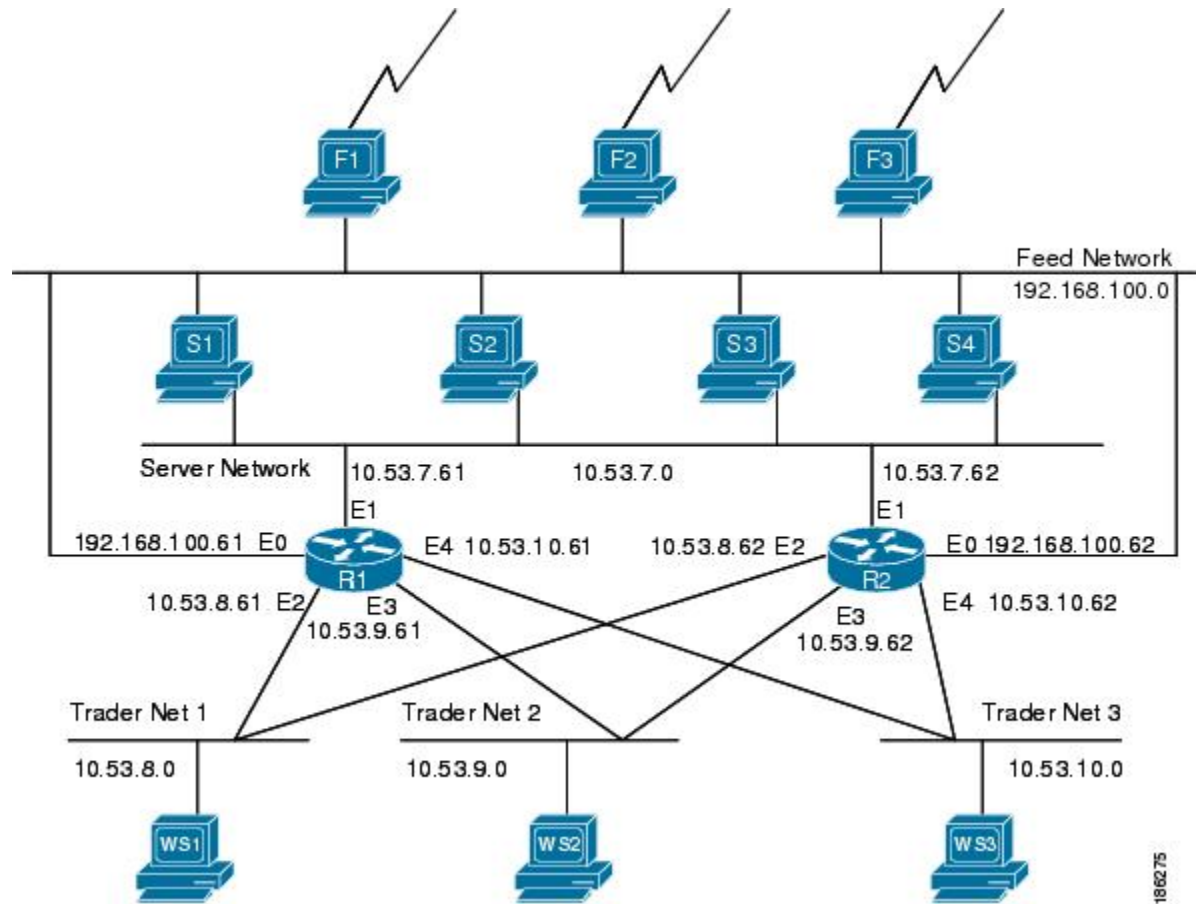 F1
F2
F3
Feed Network
192.168.100.0
S1
S2
S3
S4
Server Network
10.53.7.61
10.53.7.0
10.53.7.62
E1
E1
192.168.100.61 E0
E4 10.53.10.61
10.53.8.62 E2
E0 192.168.100.62
R1
R2
10.53.8.61 E2
E3
10.53.9.61
E3
10.53.9.62
E4 10.53.10.62
Trader Net 1
Trader Net 2
Trader Net 3
10.53.8.0
10.53.9.0
10.53.10.0
WS1
WS2
WS3
186275